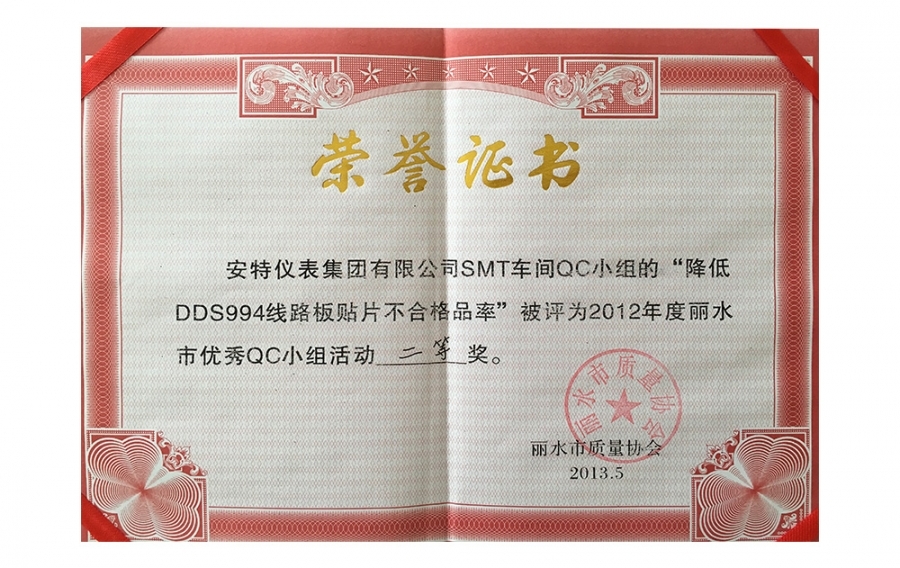 荣誉证书
安特仪表集团有限公司SMT车间QC小组的“降低
DDS994线路板贴片不合格品率”被评为2012年度丽水
市优秀QC小组活动二等奖。
丽水市质量协会
丽水市质量协会
2013.5